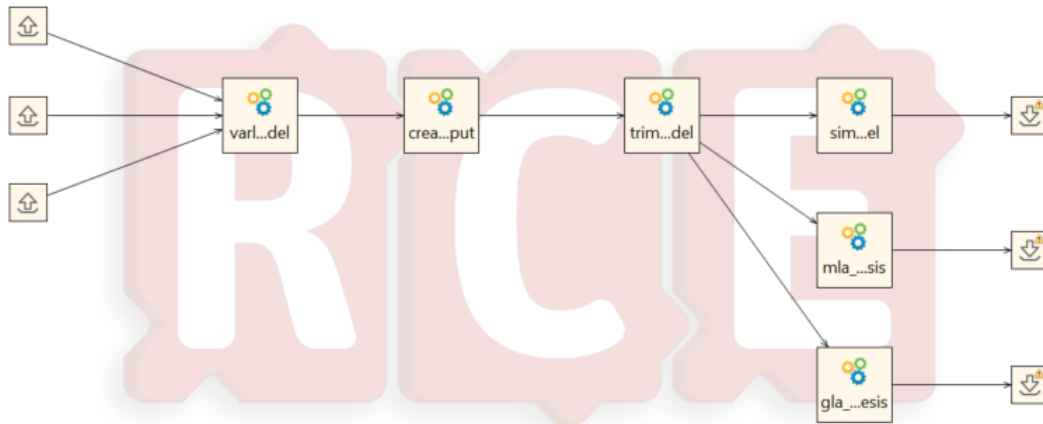 RCE
varl...del
crea...put
trim...del
sim...el
mla_...sis
gla_...esis